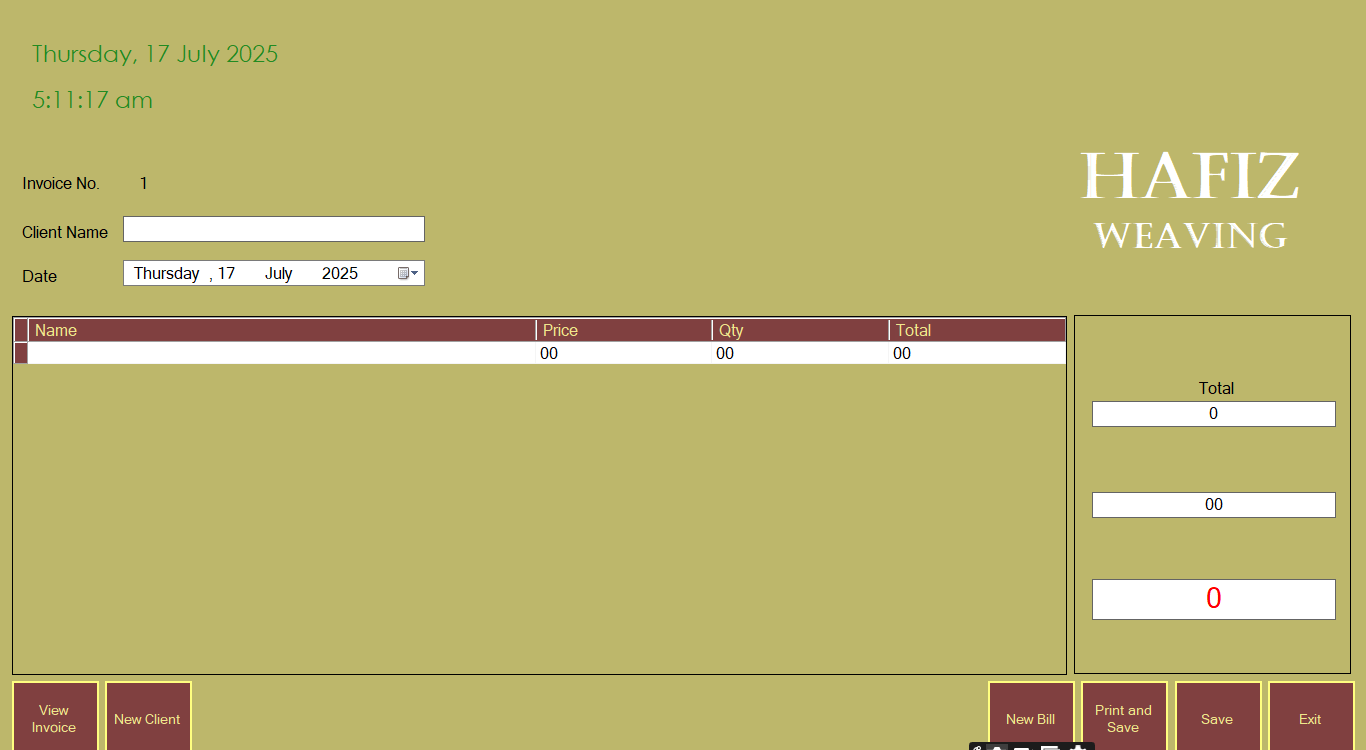 Thursday, 17 July 2025
5:11:17 am
HAFIZ
WEAVING
Invoice No. 1
Client Name
Date Thursday , 17 July 2025
Name Price Qty Total
00 00 00
Total
0
00
0
View Invoice
New Client
New Bill
Print and Save
Save
Exit